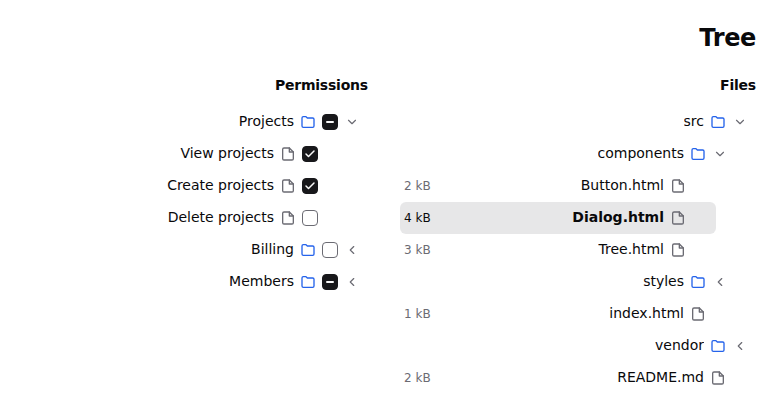 Tree
Files
src
components
Button.html 2 kB
Dialog.html 4 kB
Tree.html 3 kB
styles
index.html 1 kB
vendor
README.md 2 kB
Permissions
Projects
View projects
Create projects
Delete projects
Billing
Members